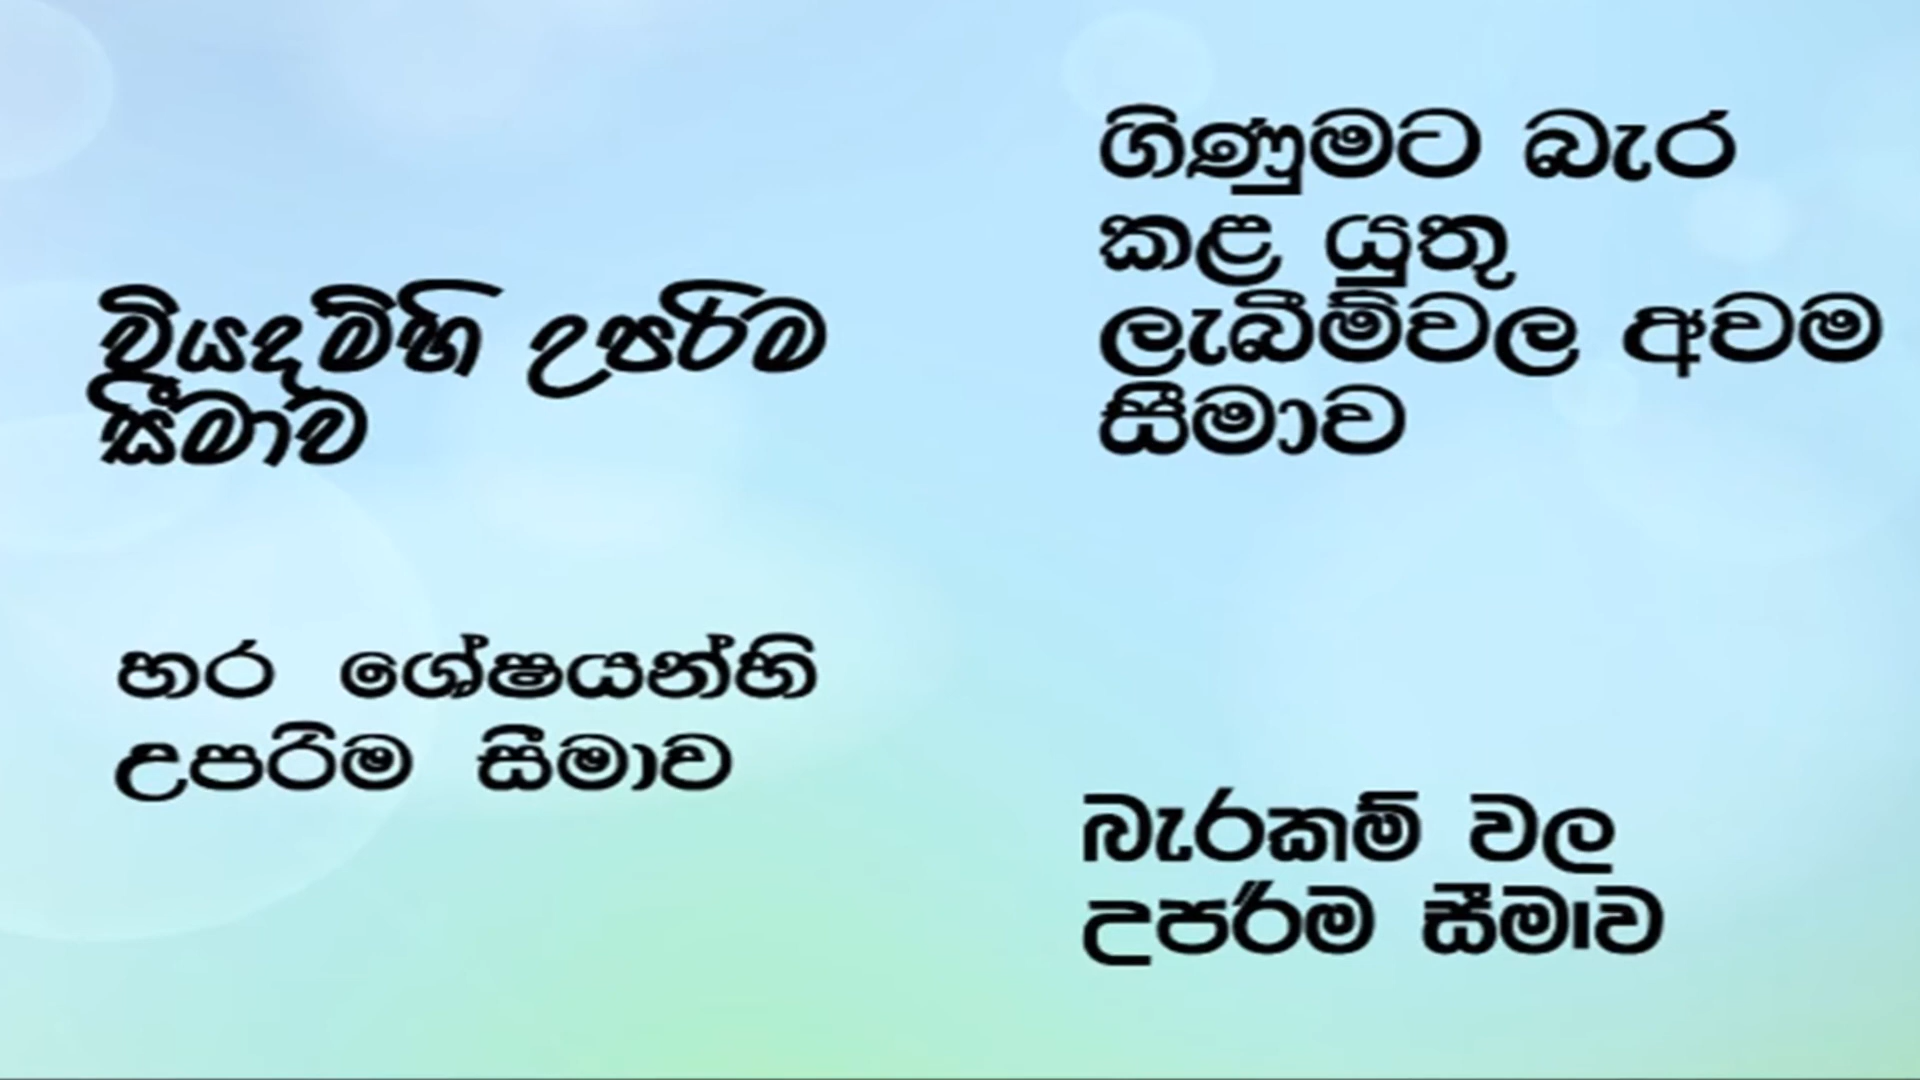 වියදම්හි උපරිම
සීමාව
ගිණුමට බැර
කළ යුතු
ලැබීම්වල අවම
සීමාව
හර ශේෂයන්හි
උපරිම සීමාව
බැරකම් වල
උපරිම සීමාව